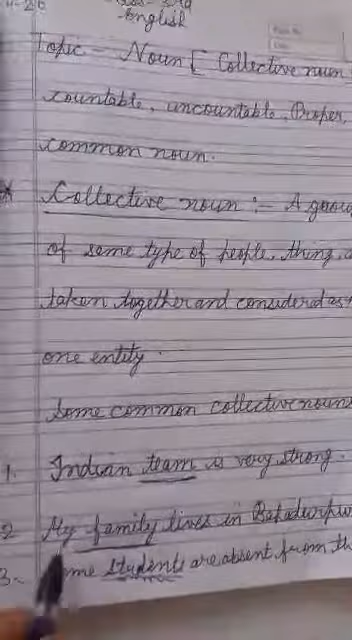 English
Topic - Noun [ Collective noun
countable, uncountable, Proper,
common noun.
* Collective noun :- A group
of same type of people, thing,
taken together and considered as
one entity.
Some common collective nouns
1. Indian team is very strong.
2. My family lives in
3. Some students are absent from the